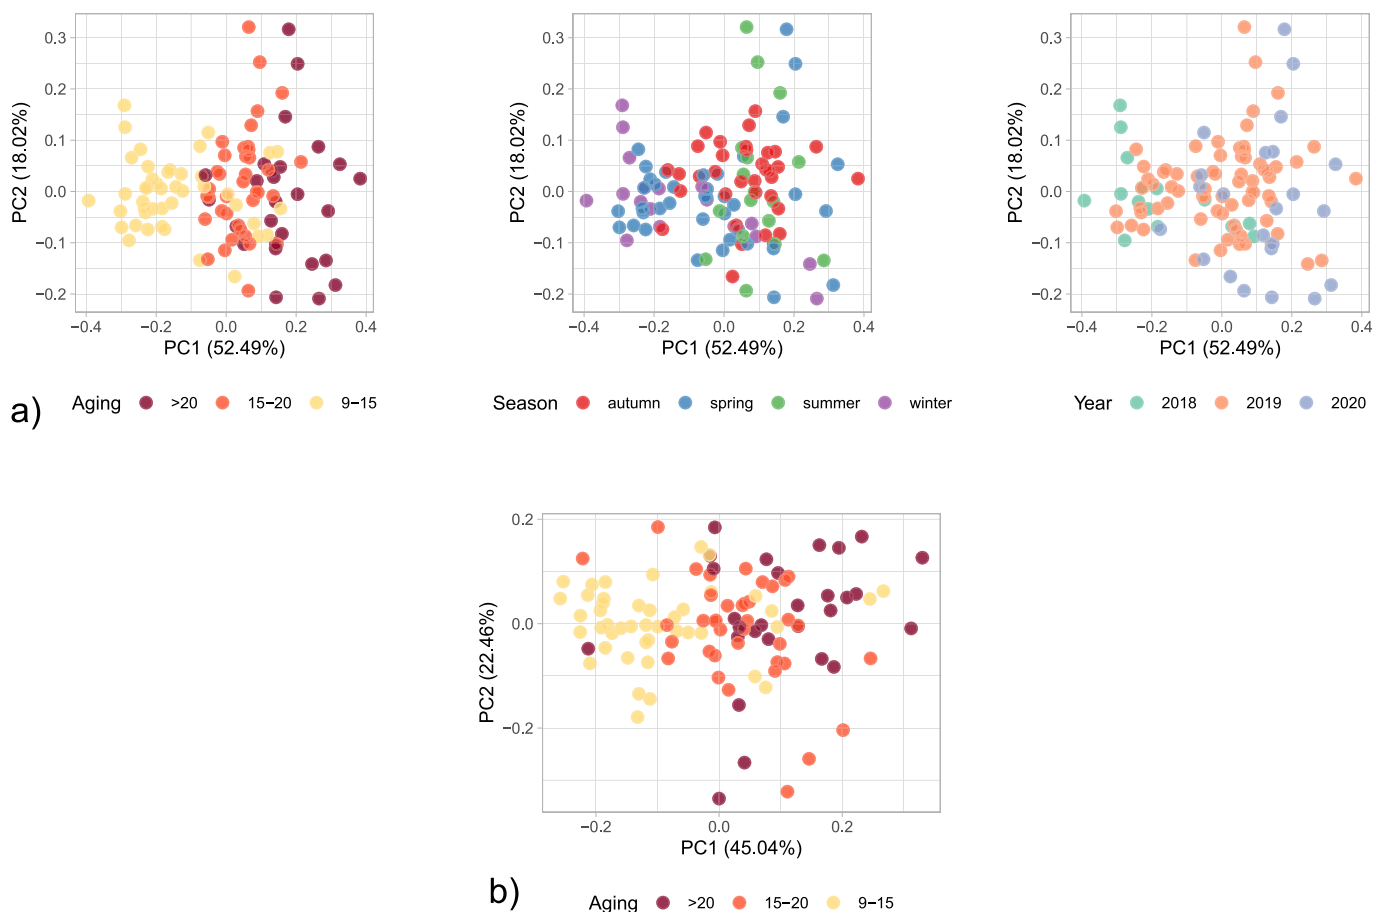 0.3
0.2
0.1
0.0
−0.1
−0.2
PC2 (18.02%)
−0.4 −0.2 0.0 0.2 0.4
PC1 (52.49%)
0.3
0.2
0.1
0.0
−0.1
−0.2
PC2 (18.02%)
−0.4 −0.2 0.0 0.2 0.4
PC1 (52.49%)
0.3
0.2
0.1
0.0
−0.1
−0.2
PC2 (18.02%)
−0.4 −0.2 0.0 0.2 0.4
PC1 (52.49%)
a) Aging >20 15−20 9−15
Season autumn spring summer winter
Year 2018 2019 2020
0.2
0.0
−0.2
PC2 (22.46%)
−0.2 0.0 0.2
PC1 (45.04%)
b) Aging >20 15−20 9−15